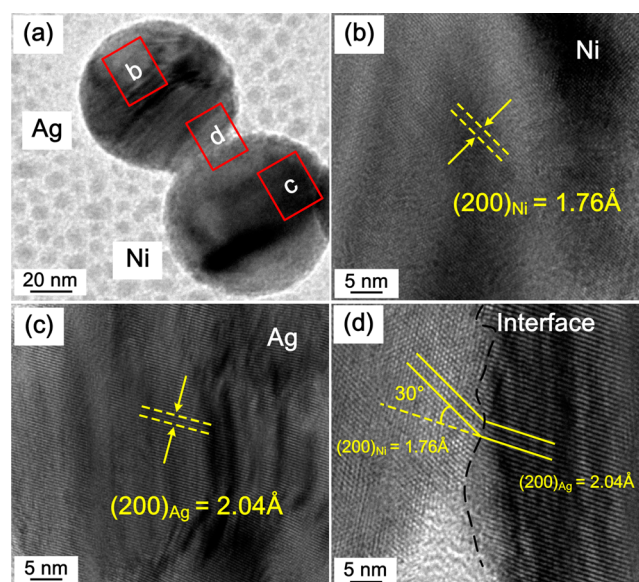 (a)
b
Ag
d
c
Ni
20 nm
(b)
Ni
(200)Ni = 1.76Å
5 nm
(c)
Ag
(200)Ag = 2.04Å
5 nm
(d)
Interface
30°
(200)Ni = 1.76Å
(200)Ag = 2.04Å
5 nm